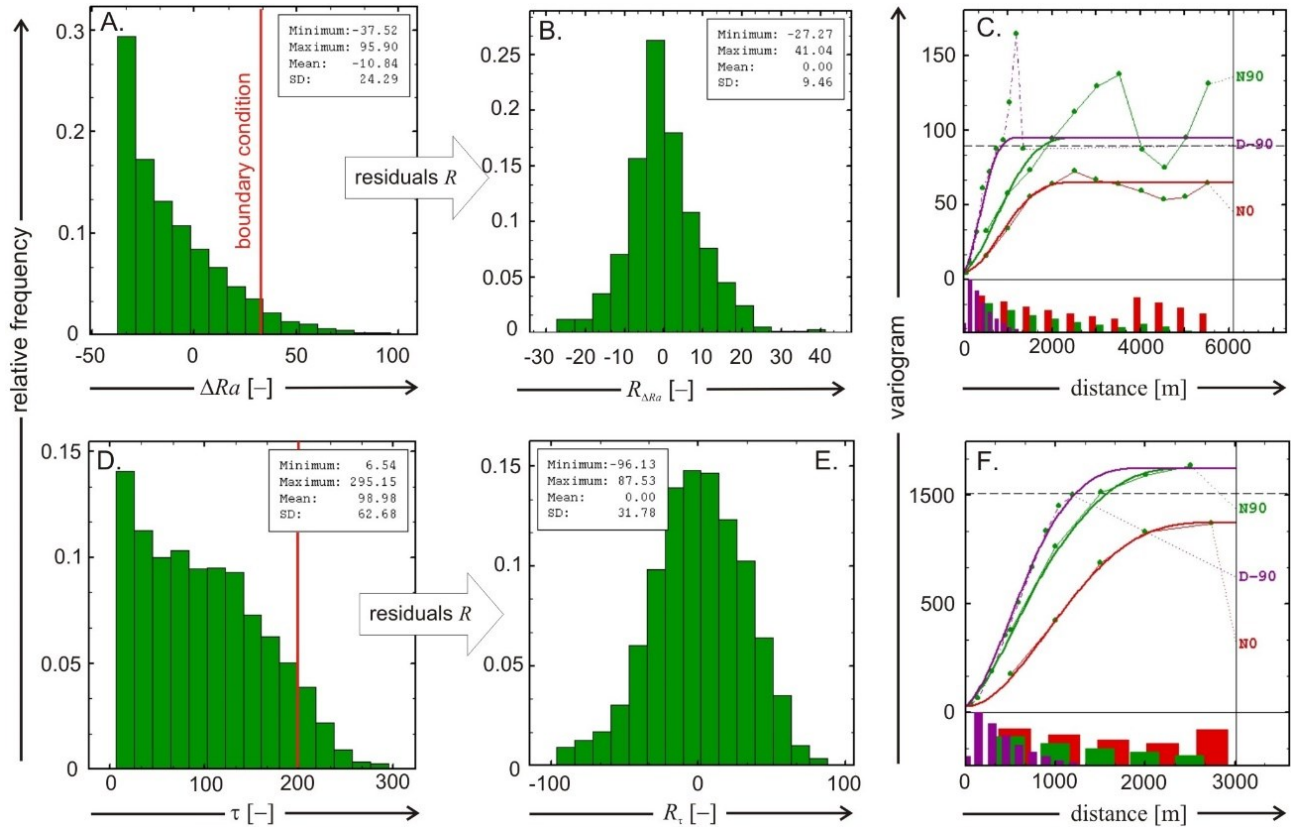 relative frequency
A.
Minimum:-37.52
Maximum: 95.90
Mean: -10.84
SD: 24.29
boundary condition
0.3
0.2
0.1
0
-50
0
50
100
ΔRa [–]
residuals R
B.
Minimum:-27.27
Maximum: 41.04
Mean: 0.00
SD: 9.46
0.25
0.25
0.15
0.1
0.05
0
-30
-20
-10
0
10
20
30
40
RΔRa [–]
variogram
C.
150
100
50
0
N90
D-90
N0
0
2000
4000
6000
distance [m]
D.
Minimum: 6.54
Maximum: 295.15
Mean: 98.98
SD: 62.68
0.15
0.1
0.05
0
0
100
200
300
τ [–]
residuals R
E.
Minimum:-96.13
Maximum: 87.53
Mean: 0.00
SD: 31.78
0.15
0.1
0.05
0
-100
0
100
Rτ [–]
F.
1500
500
0
N90
D-90
N0
0
1000
2000
3000
distance [m]